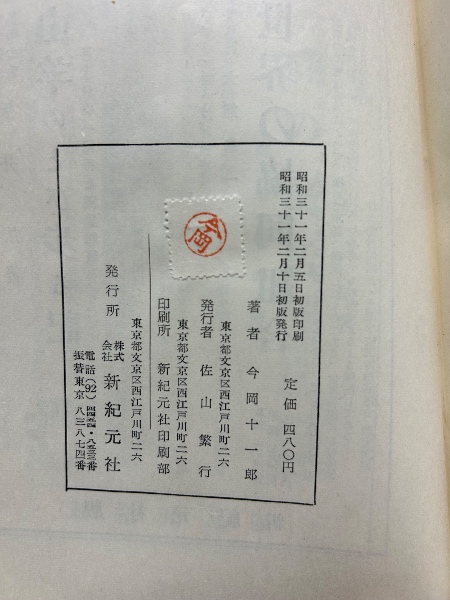 昭和三十一年二月五日初版印刷
昭和三十一年二月十日初版発行
定価 四八〇円
著者 今岡十一郎
東京都文京区西江戸川町二六
発行者 佐山繁行
東京都文京区西江戸川町二六
印刷所 新紀元社印刷部
東京都文京区西江戸川町二六
発行所 株式会社 新紀元社
振替東京 八三八七四番
今岡